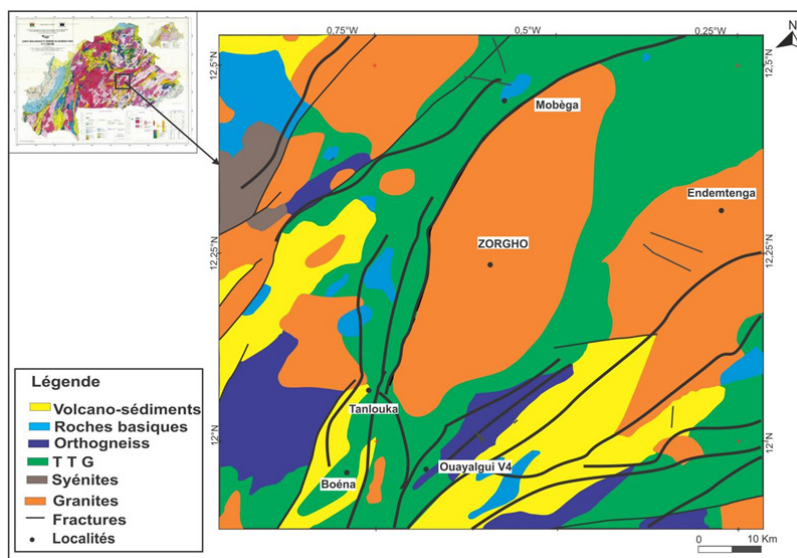 0,75°W 0,5°W 0,25°W
N
12,5°N 12,5°N
Mobèga
Endemtenga
ZORGHO
12,25°N 12,25°N
Tanlouka
12°N 12°N
Ouayalgui V4
Boéna
Légende
Volcano-sédiments
Roches basiques
Orthogneiss
T T G
Syénites
Granites
Fractures
Localités
0 10 Km